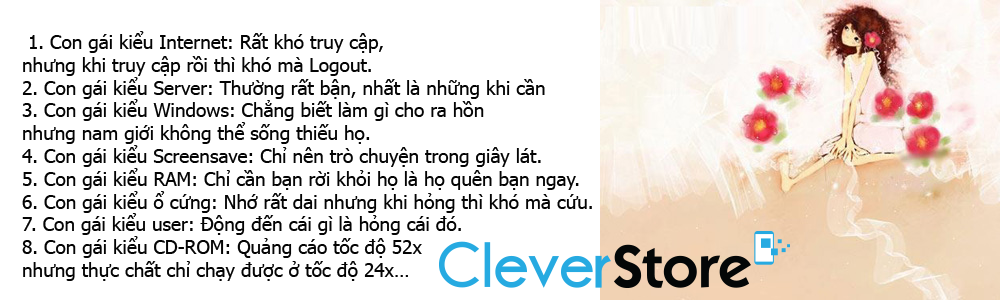 1. Con gái kiểu Internet: Rất khó truy cập,
nhưng khi truy cập rồi thì khó mà Logout.
2. Con gái kiểu Server: Thường rất bận, nhất là những khi cần
3. Con gái kiểu Windows: Chẳng biết làm gì cho ra hồn
nhưng nam giới không thể sống thiếu họ.
4. Con gái kiểu Screensave: Chỉ nên trò chuyện trong giây lát.
5. Con gái kiểu RAM: Chỉ cần bạn rời khỏi họ là họ quên bạn ngay.
6. Con gái kiểu ổ cứng: Nhớ rất dai nhưng khi hỏng thì khó mà cứu.
7. Con gái kiểu user: Động đến cái gì là hỏng cái đó.
8. Con gái kiểu CD-ROM: Quảng cáo tốc độ 52x
nhưng thực chất chỉ chạy được ở tốc độ 24x...
CleverStore